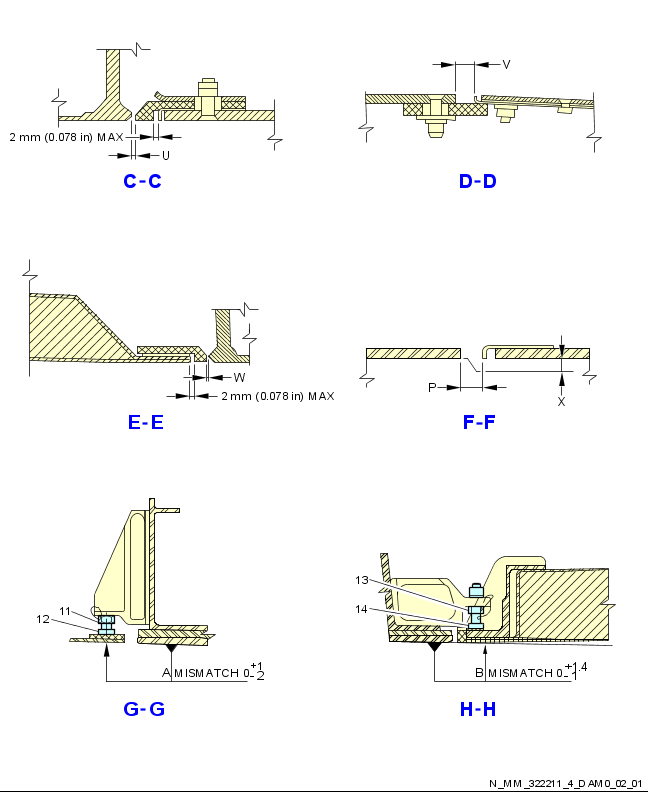 V
2 mm (0.078 in) MAX
U
C-C
D-D
W
2 mm (0.078 in) MAX
P
X
E-E
F-F
11
12
13
14
A MISMATCH 0 +1 -2
B MISMATCH 0 +1.4 -1
G-G
H-H
N_MM_322211_4_DAM0_02_01